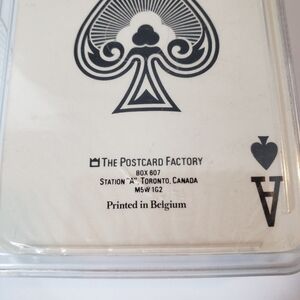 THE POSTCARD FACTORY
BOX 607
STATION "A", TORONTO, CANADA
M5W 1G2
Printed in Belgium
A